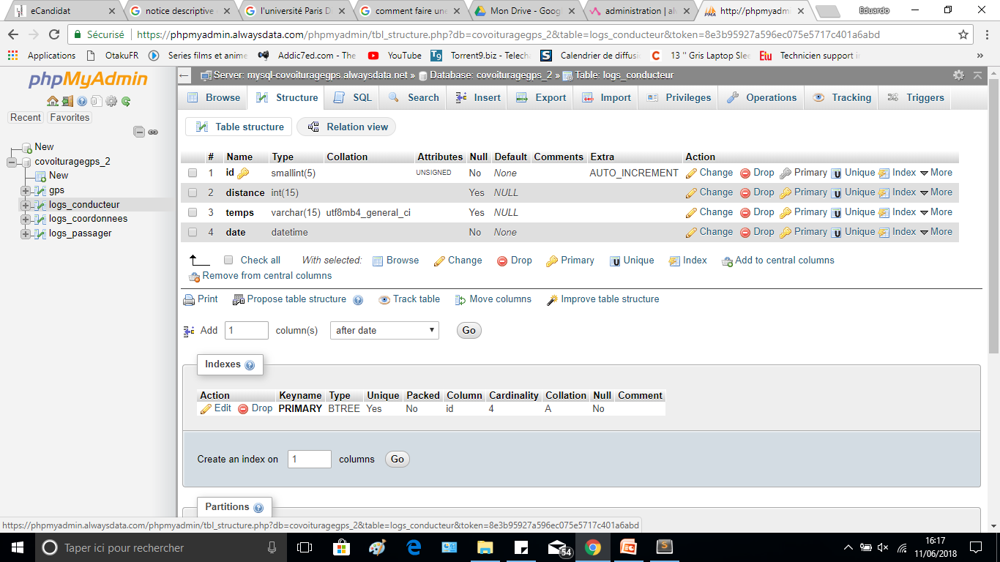 eCandidat
notice descriptive
l'université Paris D
comment faire une
Mon Drive - Goog
administration | al
http://phpmyadm
Eduardo
Sécurisé https://phpmyadmin.alwaysdata.com/phpmyadmin/tbl_structure.php?db=covoituragegps_2&table=logs_conducteur&token=8e3b95927a596ec075e5717c401a6abd
Applications OtakuFR Series films et anime Addic7ed.com - The YouTube Torrent9.biz - Telech Calendrier de diffusi 13 " Gris Laptop Slee Technicien support i »
phpMyAdmin
Recent Favorites
New
covoituragegps_2
New
gps
logs_conducteur
logs_coordonnees
logs_passager
Server: mysql-covoituragegps.alwaysdata.net » Database: covoituragegps_2 » Table: logs_conducteur
Browse Structure SQL Search Insert Export Import Privileges Operations Tracking Triggers
Table structure Relation view
# Name Type Collation Attributes Null Default Comments Extra Action
1 id smallint(5) UNSIGNED No None AUTO_INCREMENT Change Drop Primary Unique Index More
2 distance int(15) Yes NULL Change Drop Primary Unique Index More
3 temps varchar(15) utf8mb4_general_ci Yes NULL Change Drop Primary Unique Index More
4 date datetime No None Change Drop Primary Unique Index More
Check all With selected: Browse Change Drop Primary Unique Index Add to central columns
Remove from central columns
Print Propose table structure Track table Move columns Improve table structure
Add 1 column(s) after date Go
Indexes
Action Keyname Type Unique Packed Column Cardinality Collation Null Comment
Edit Drop PRIMARY BTREE Yes No id 4 A No
Create an index on 1 columns Go
Partitions
https://phpmyadmin.alwaysdata.com/phpmyadmin/tbl_structure.php?db=covoituragegps_2&table=logs_conducteur&token=8e3b95927a596ec075e5717c401a6abd
Taper ici pour rechercher
54
16:17
11/06/2018